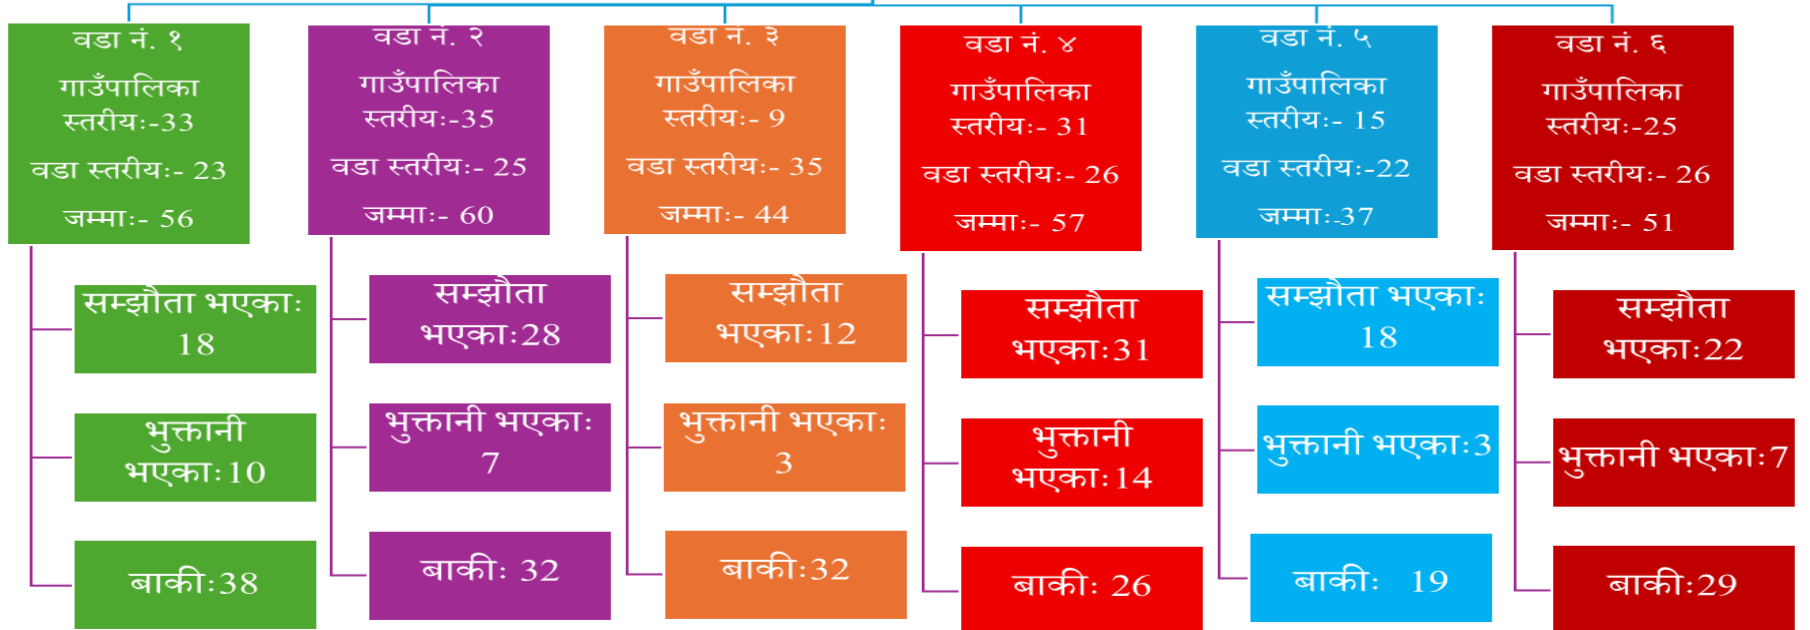 वडा नं. १
गाउँपालिका
स्तरीयः-33
वडा स्तरीयः- 23
जम्माः- 56
सम्झौता भएकाः
18
भुक्तानी
भएकाः10
बाकीः38
वडा नं. २
गाउँपालिका
स्तरीयः-35
वडा स्तरीयः- 25
जम्माः- 60
सम्झौता
भएकाः28
भुक्तानी भएकाः
7
बाकीः 32
वडा नं. ३
गाउँपालिका
स्तरीयः- 9
वडा स्तरीयः- 35
जम्माः- 44
सम्झौता
भएकाः12
भुक्तानी भएकाः
3
बाकीः32
वडा नं. ४
गाउँपालिका
स्तरीयः- 31
वडा स्तरीयः- 26
जम्माः- 57
सम्झौता
भएकाः31
भुक्तानी
भएकाः14
बाकीः 26
वडा नं. ५
गाउँपालिका
स्तरीयः- 15
वडा स्तरीयः-22
जम्माः-37
सम्झौता भएकाः
18
भुक्तानी भएकाः3
बाकीः 19
वडा नं. ६
गाउँपालिका
स्तरीयः-25
वडा स्तरीयः- 26
जम्माः- 51
सम्झौता
भएकाः22
भुक्तानी भएकाः7
बाकीः29